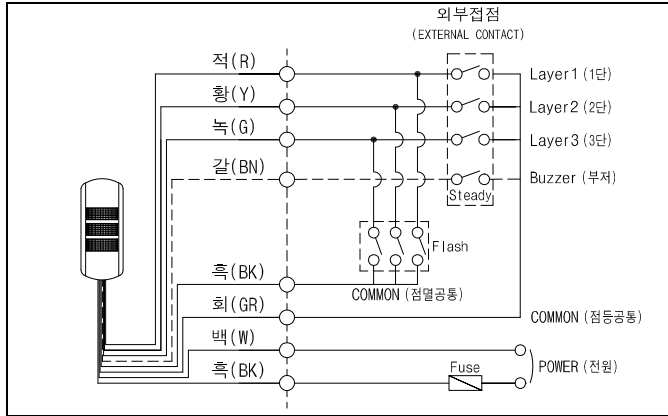 외부접점
(EXTERNAL CONTACT)
적(R)
Layer1 (1단)
황(Y)
Layer2 (2단)
녹(G)
Layer3 (3단)
갈(BN)
Buzzer (부저)
Steady
Flash
흑(BK)
COMMON (점멸공통)
회(GR)
COMMON (점등공통)
백(W)
Fuse
POWER (전원)
흑(BK)